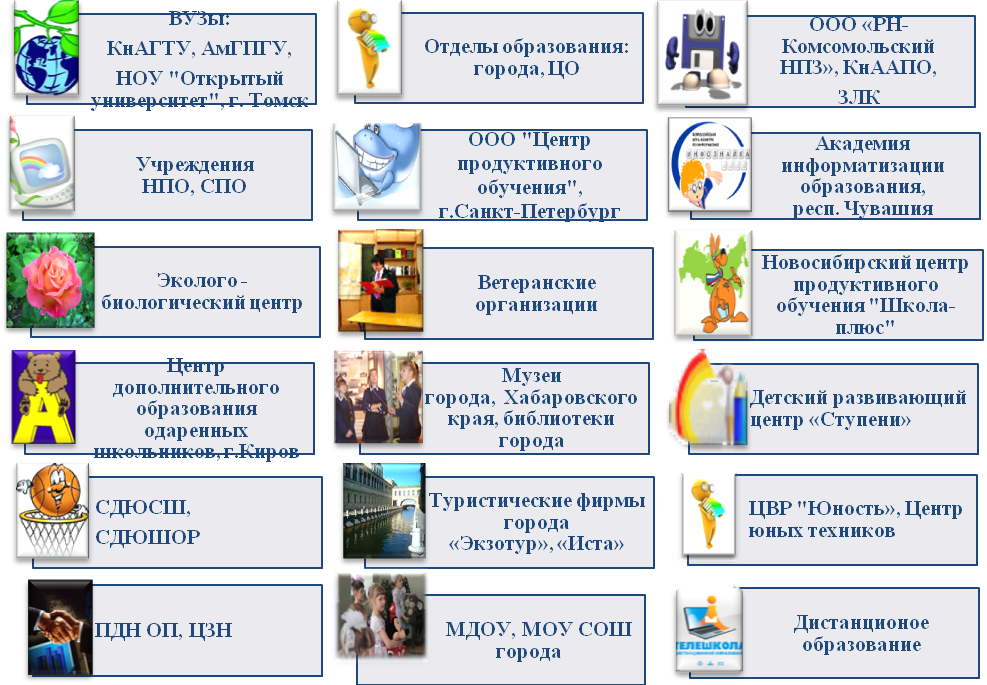 ВУЗы:
КнАГТУ, АмГПГУ,
НОУ "Открытый
университет", г. Томск
Отделы образования:
города, ЦО
ООО «РН-
Комсомольский
НПЗ», КнААПО,
ЗЛК
Учреждения
НПО, СПО
ООО "Центр
продуктивного
обучения",
г.Санкт-Петербург
ИНФОЗНАЙКА
Академия
информатизации
образования,
респ. Чувашия
Эколого -
биологический центр
Ветеранские
организации
Новосибирский центр
продуктивного
обучения "Школа-
плюс"
А
Центр
дополнительного
образования
одаренных
школьников, г.Киров
Музеи
города, Хабаровского
края, библиотеки
города
Детский развивающий
центр «Ступени»
СДЮСШ,
СДЮШОР
Туристические фирмы
города
«Экзотур», «Иста»
ЦВР "Юность», Центр
юных техников
ПДН ОП, ЦЗН
МДОУ, МОУ СОШ
города
ТЕЛЕШКОЛА
Дистанционое
образование